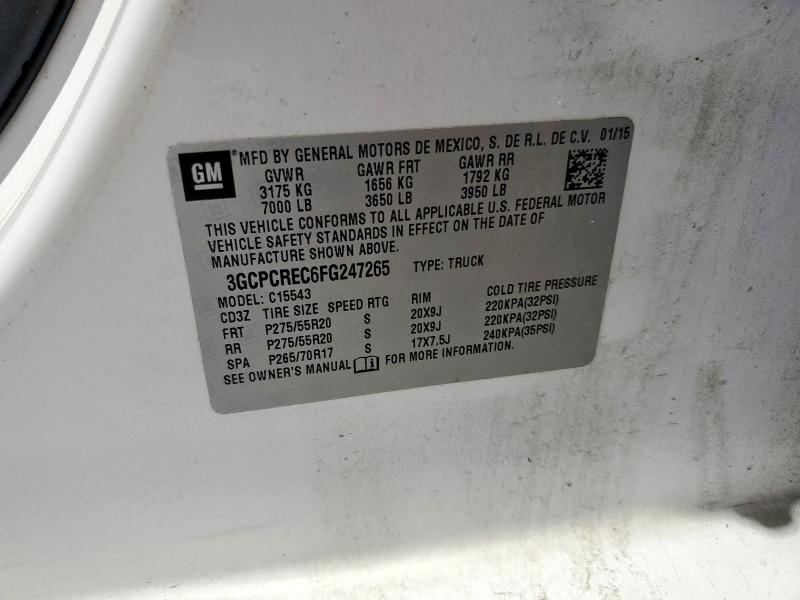 GM
® MFD BY GENERAL MOTORS DE MEXICO, S. DE R.L. DE C.V. 01/15
GVWR GAWR FRT GAWR RR
3175 KG 1656 KG 1792 KG
7000 LB 3650 LB 3950 LB
THIS VEHICLE CONFORMS TO ALL APPLICABLE U.S. FEDERAL MOTOR
VEHICLE SAFETY STANDARDS IN EFFECT ON THE DATE OF
MANUFACTURE SHOWN ABOVE.
3GCPCREC6FG247265 TYPE: TRUCK
MODEL: C15543
CD3Z TIRE SIZE SPEED RTG RIM COLD TIRE PRESSURE
FRT P275/55R20 S 20X9J 220KPA(32PSI)
RR P275/55R20 S 20X9J 220KPA(32PSI)
SPA P265/70R17 S 17X7.5J 240KPA(35PSI)
SEE OWNER'S MANUAL FOR MORE INFORMATION.